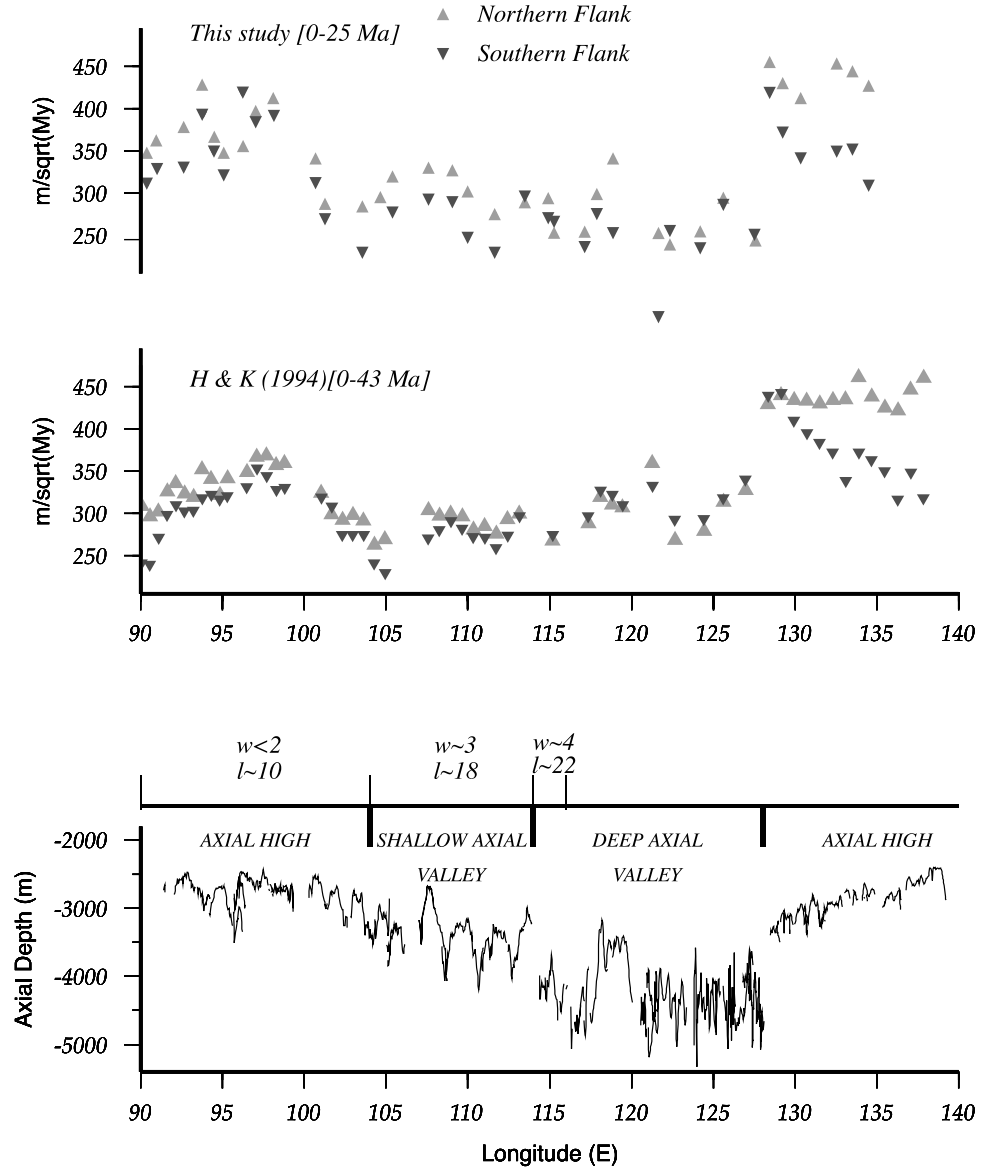 Northern Flank
This study [0-25 Ma]
Southern Flank
450
400
350
300
250
m/sqrt(My)
H & K (1994)[0-43 Ma]
450
400
350
300
250
m/sqrt(My)
90 95 100 105 110 115 120 125 130 135 140
w<2 w~3 w~4
l~10 l~18 l~22
AXIAL HIGH SHALLOW AXIAL DEEP AXIAL AXIAL HIGH
VALLEY VALLEY
-2000
-3000
-4000
-5000
Axial Depth (m)
90 95 100 105 110 115 120 125 130 135 140
Longitude (E)